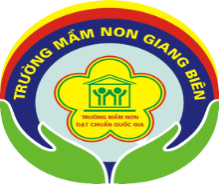 TRƯỜNG MẦM NON GIANG BIÊN
TRƯỜNG MẦM NON
ĐẠT CHUẨN QUỐC GIA